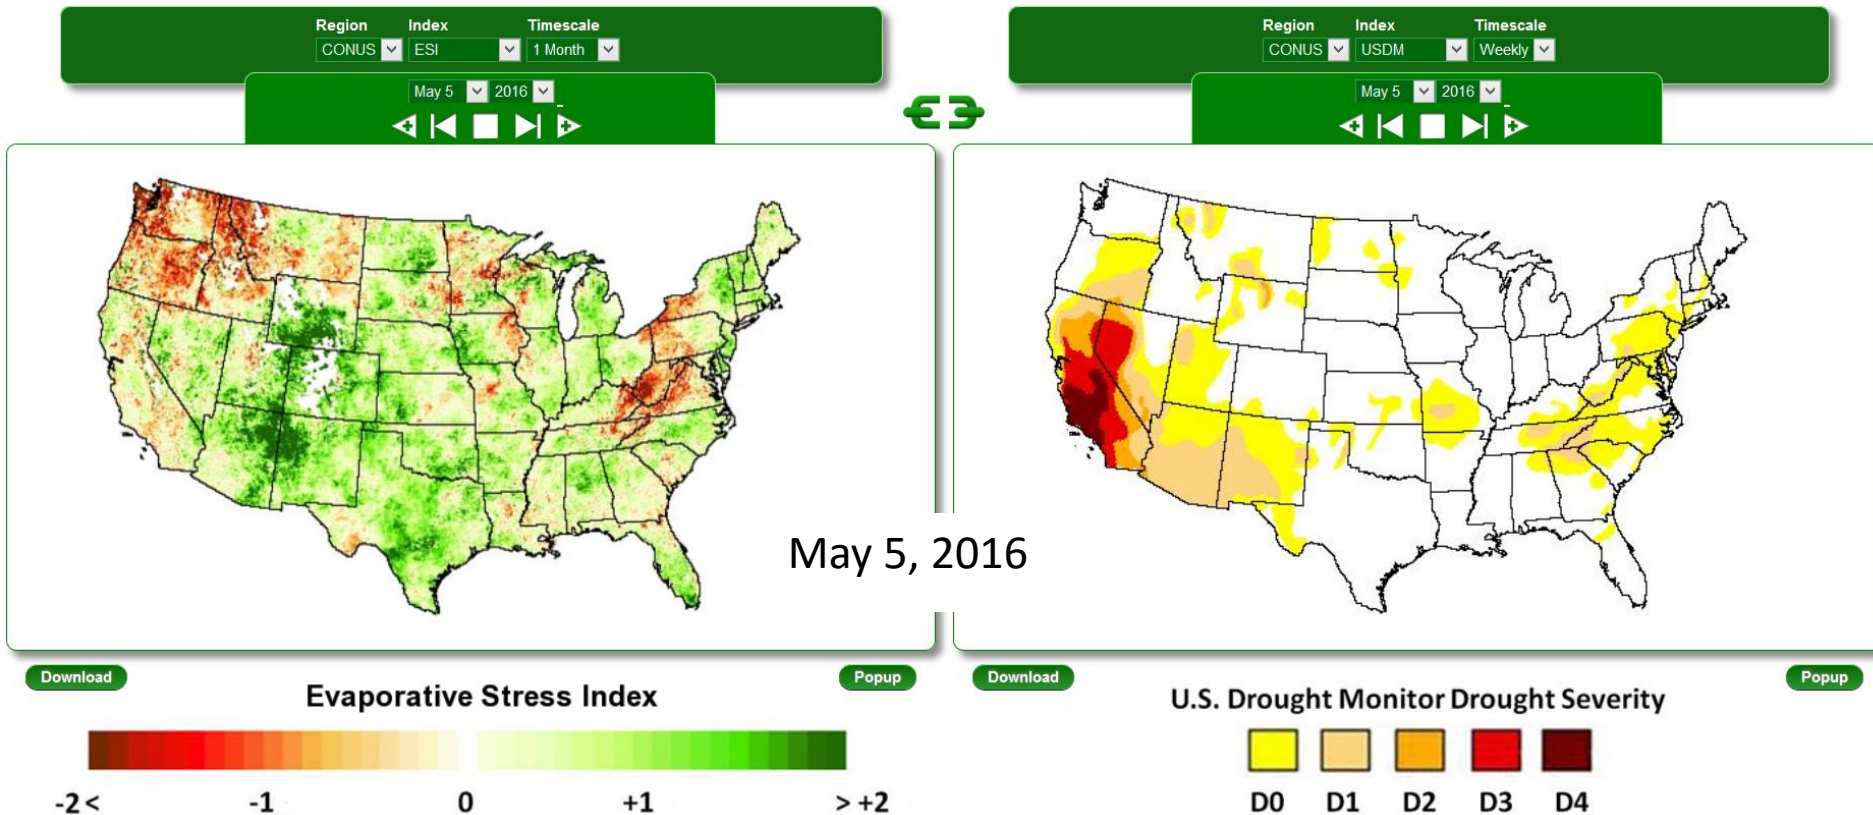 Region Index Timescale
CONUS ESI 1 Month
May 5 2016
Region Index Timescale
CONUS USDM Weekly
May 5 2016
May 5, 2016
Download
Popup
Evaporative Stress Index
-2 < -1 0 +1 > +2
Download
Popup
U.S. Drought Monitor Drought Severity
D0 D1 D2 D3 D4